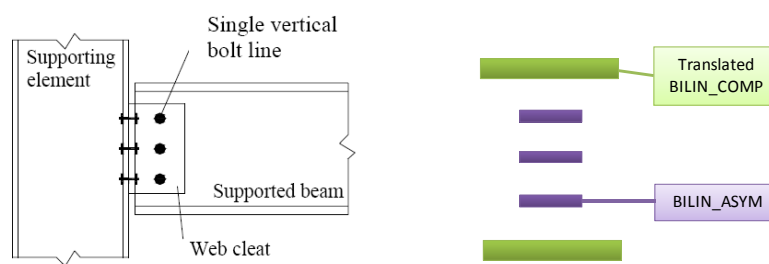 Single vertical
bolt line
Supporting
element
Supported beam
Web cleat
Translated
BILIN_COMP
BILIN_ASYM